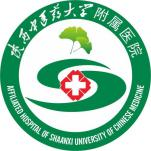 陕西中医药大学附属医院
AFFILIATED HOSPITAL OF SHAANXI UNIVERSITY OF CHINESE MEDICINE